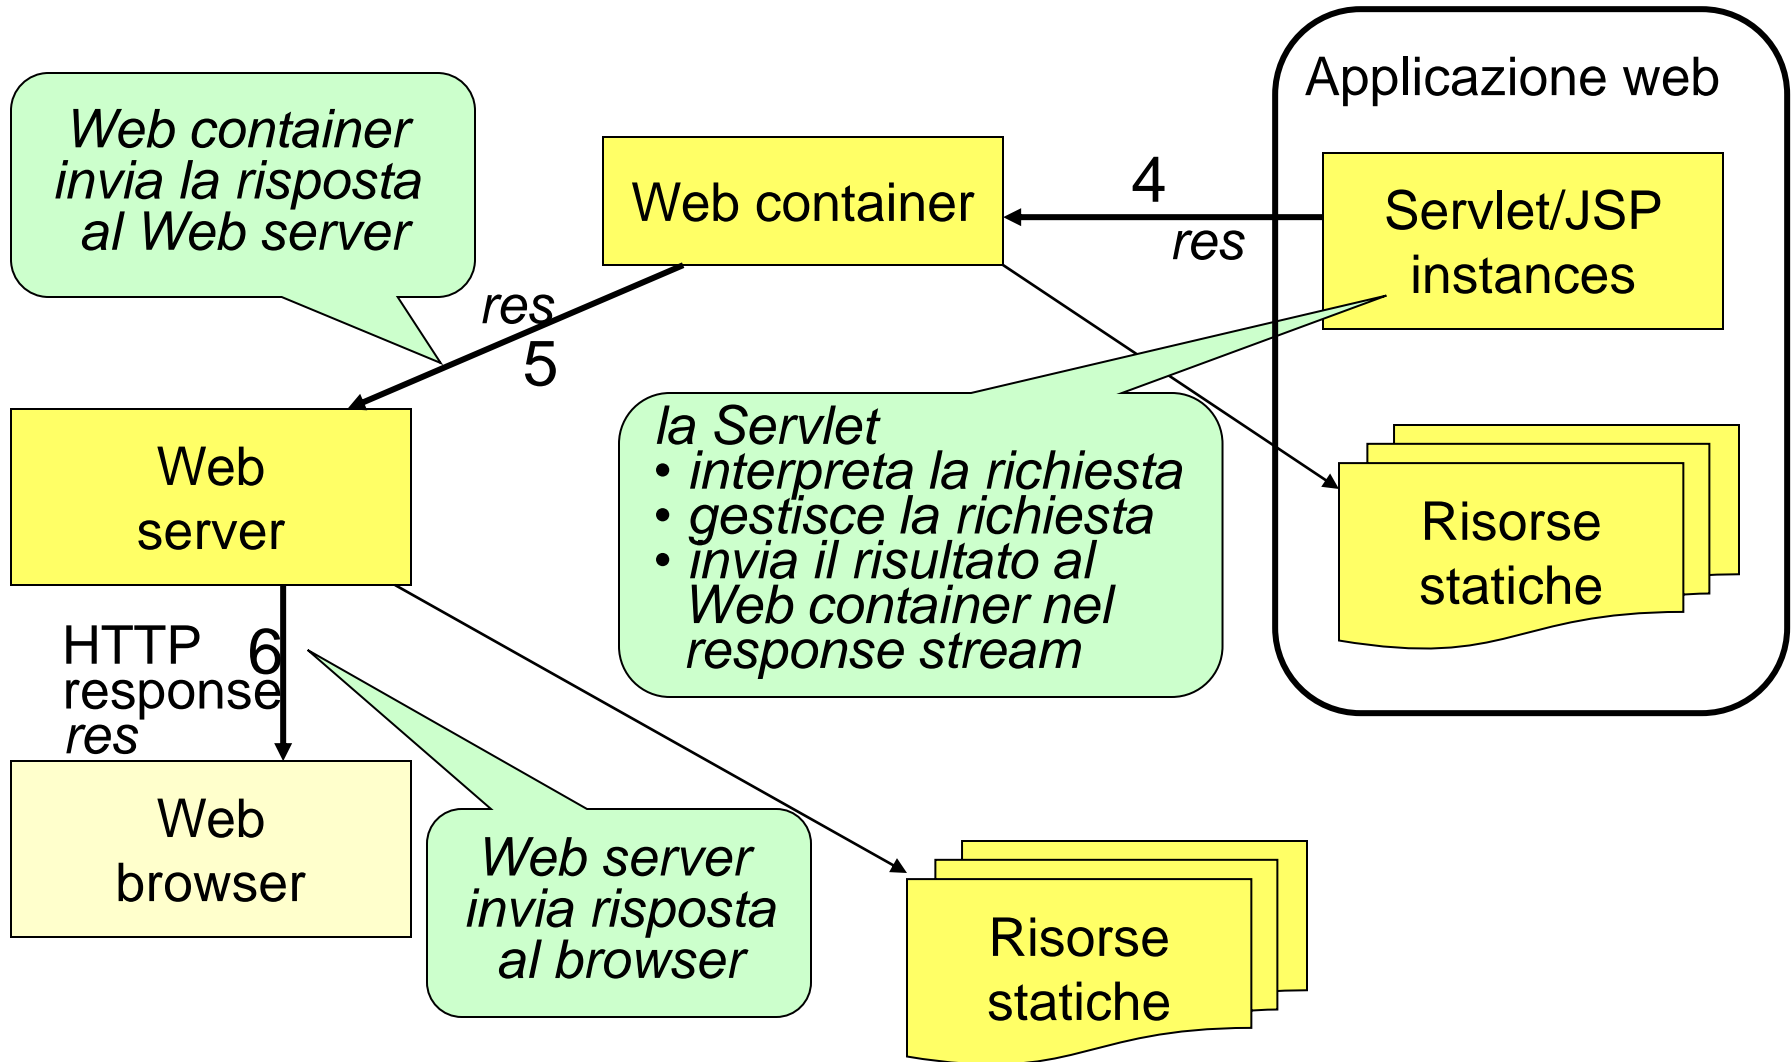 Applicazione web
Web container
invia la risposta
al Web server
Web container
4
res
Servlet/JSP
instances
res
5
la Servlet
• interpreta la richiesta
• gestisce la richiesta
• invia il risultato al
Web container nel
response stream
Web
server
Risorse
statiche
HTTP
response
res
6
Web
browser
Web server
invia risposta
al browser
Risorse
statiche